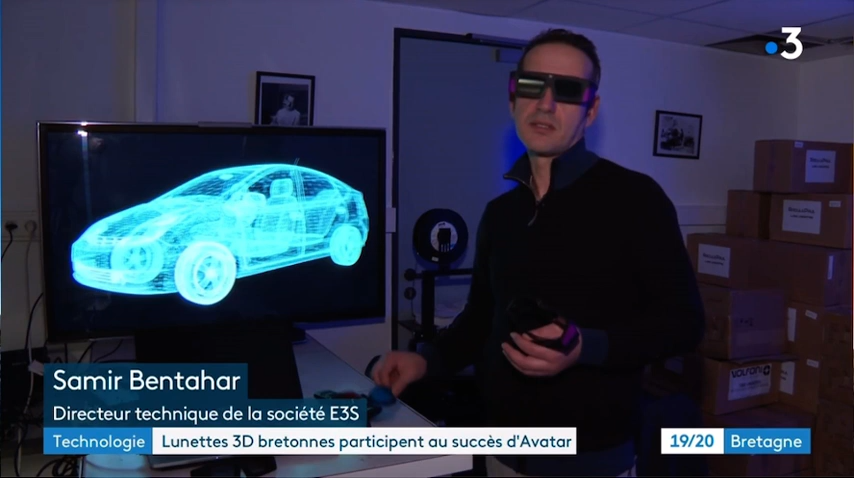 3
VOLFONI
Samir Bentahar
Directeur technique de la société E3S
Technologie
Lunettes 3D bretonnes participent au succès d'Avatar
19/20
Bretagne